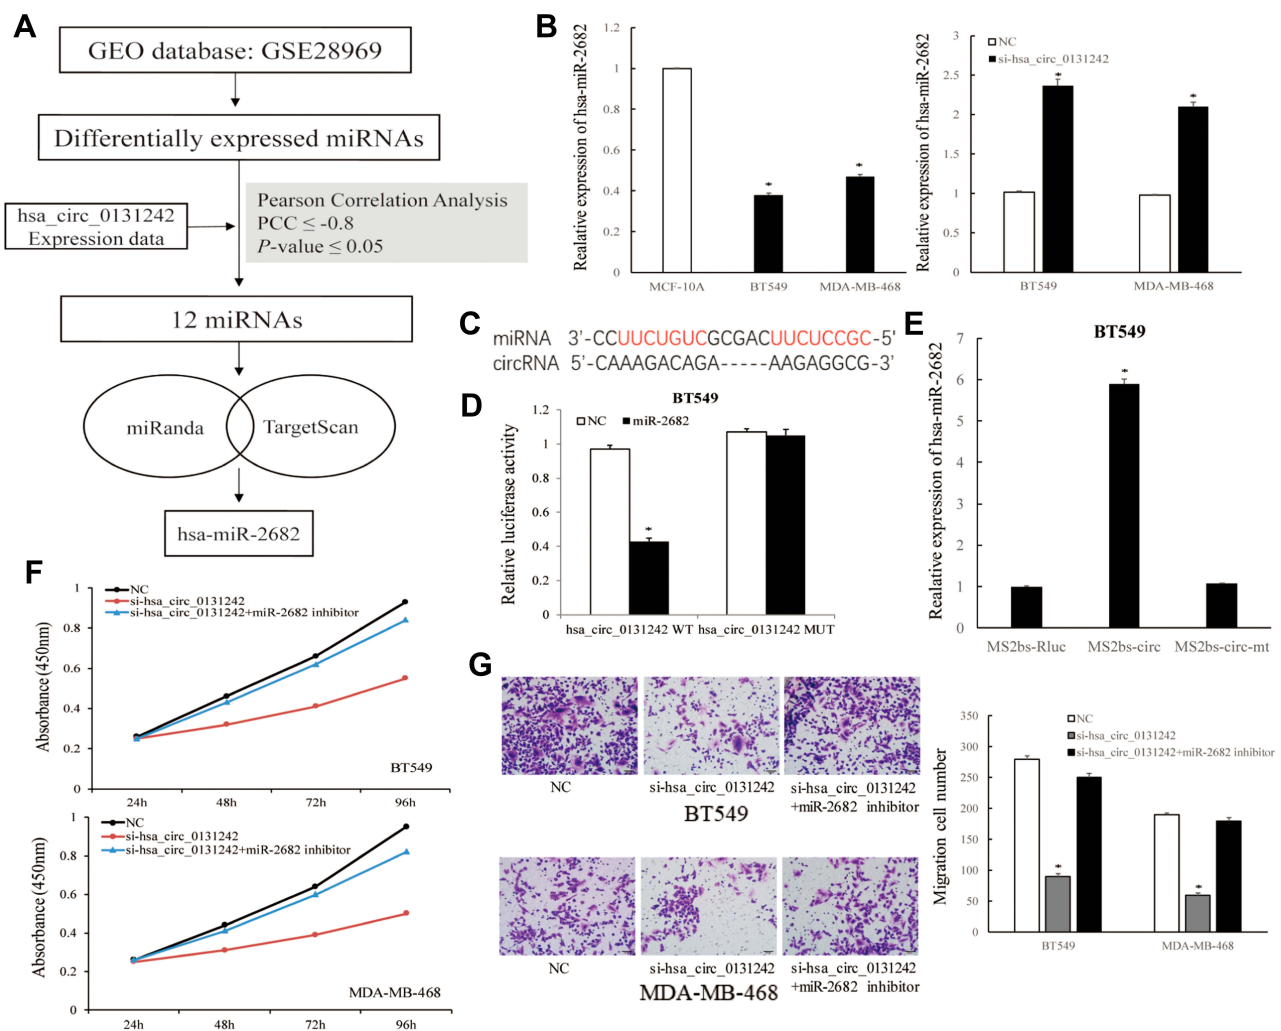 A
GEO database: GSE28969
Differentially expressed miRNAs
hsa_circ_0131242
Expression data
Pearson Correlation Analysis
PCC ≤ -0.8
P-value ≤ 0.05
12 miRNAs
miRanda
TargetScan
hsa-miR-2682
B
Realative expression of hsa-miR-2682
1.2
1
0.8
0.6
0.4
0.2
0
*
*
MCF-10A
BT549
MDA-MB-468
Realative expression of hsa-miR-2682
3
2.5
2
1.5
1
0.5
0
NC
si-hsa_circ_0131242
*
*
BT549
MDA-MB-468
C
miRNA 3'-CCUUCUGUCGCGACUUCUCCGC-5'
circRNA 5'-CAAAGACAGA-----AAGAGGCG-3'
D
BT549
Relative luciferase activity
1.2
1
0.8
0.6
0.4
0.2
0
NC
miR-2682
*
hsa_circ_0131242 WT
hsa_circ_0131242 MUT
E
BT549
Realative expression of hsa-miR-2682
7
6
5
4
3
2
1
0
*
MS2bs-Rluc
MS2bs-circ
MS2bs-circ-mt
F
Absorbance (450nm)
1
0.8
0.6
0.4
0.2
0
NC
si-hsa_circ_0131242
si-hsa_circ_0131242+miR-2682 inhibitor
BT549
24h
48h
72h
96h
Absorbance (450nm)
1
0.8
0.6
0.4
0.2
0
NC
si-hsa_circ_0131242
si-hsa_circ_0131242+miR-2682 inhibitor
MDA-MB-468
24h
48h
72h
96h
G
NC
si-hsa_circ_0131242
si-hsa_circ_0131242
+miR-2682 inhibitor
BT549
NC
si-hsa_circ_0131242
si-hsa_circ_0131242
+miR-2682 inhibitor
MDA-MB-468
Migration cell number
350
300
250
200
150
100
50
0
NC
si-hsa_circ_0131242
si-hsa_circ_0131242+miR-2682 inhibitor
*
*
BT549
MDA-MB-468